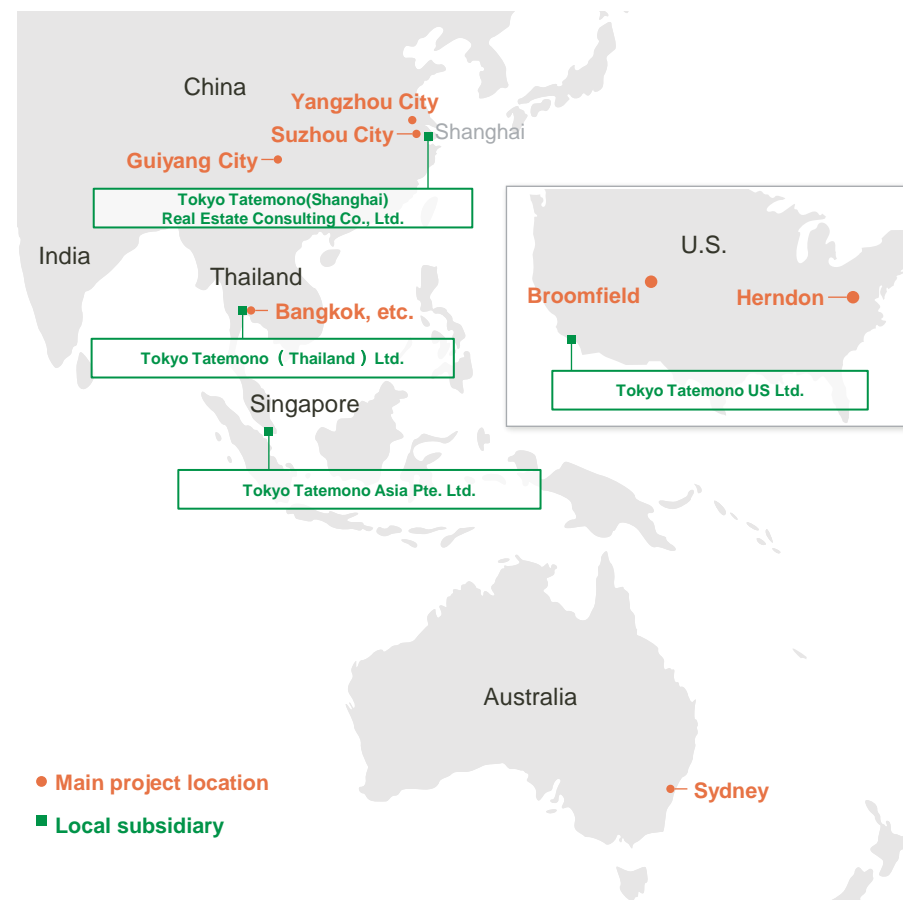 China
Yangzhou City
Suzhou City
Shanghai
Guiyang City
Tokyo Tatemono(Shanghai)
Real Estate Consulting Co., Ltd.
India
Thailand
Bangkok, etc.
Tokyo Tatemono（Thailand）Ltd.
Singapore
Tokyo Tatemono Asia Pte. Ltd.
U.S.
Broomfield
Herndon
Tokyo Tatemono US Ltd.
Australia
Sydney
Main project location
Local subsidiary